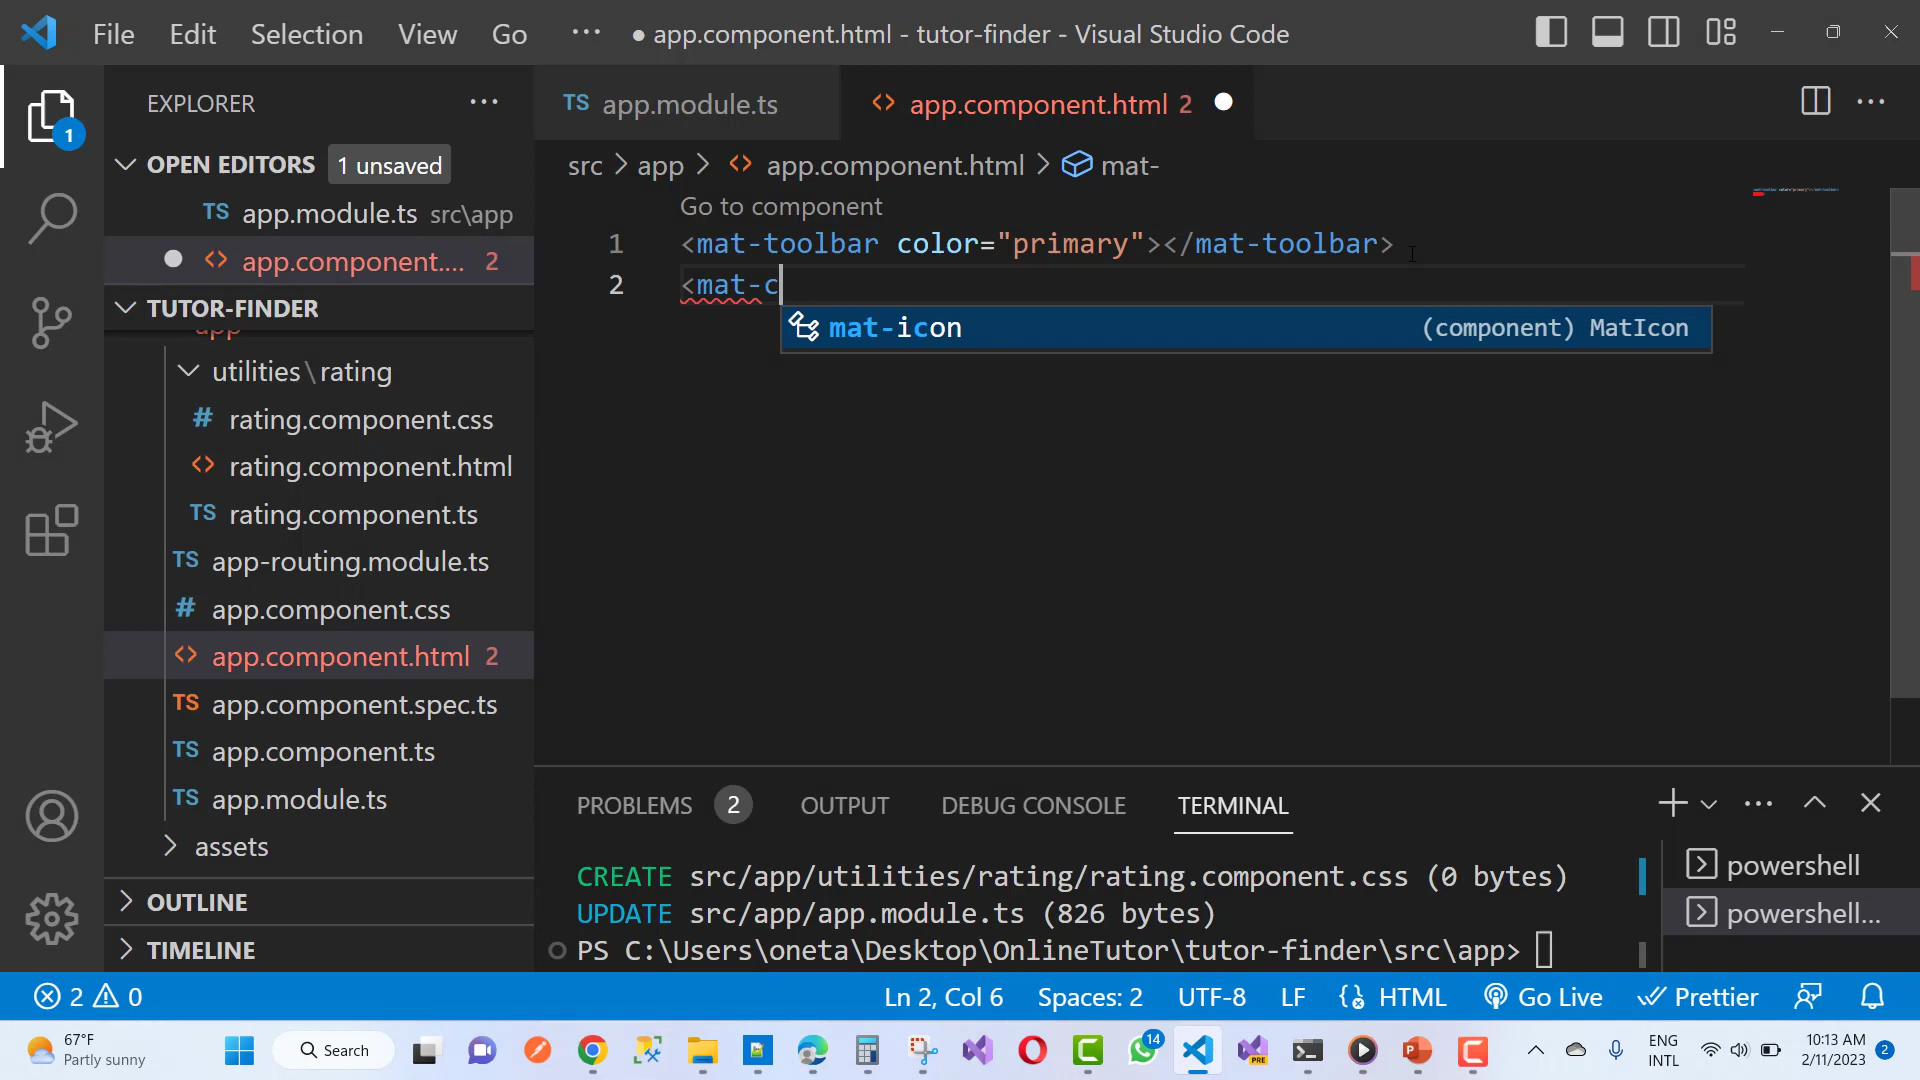 File Edit Selection View Go ··· ● app.component.html - tutor-finder - Visual Studio Code
EXPLORER ···
OPEN EDITORS 1 unsaved
TS app.module.ts src\app
<> app.component.... 2
TUTOR-FINDER
app
utilities\rating
# rating.component.css
<> rating.component.html
TS rating.component.ts
TS app-routing.module.ts
# app.component.css
<> app.component.html 2
TS app.component.spec.ts
TS app.component.ts
TS app.module.ts
> assets
> OUTLINE
> TIMELINE
1
TS app.module.ts <> app.component.html 2 ● ···
src > app > <> app.component.html > mat-
Go to component
1 <mat-toolbar color="primary"></mat-toolbar>
2 <mat-c
mat-icon (component) MatIcon
PROBLEMS 2 OUTPUT DEBUG CONSOLE TERMINAL
CREATE src/app/utilities/rating/rating.component.css (0 bytes)
UPDATE src/app/app.module.ts (826 bytes)
PS C:\Users\oneta\Desktop\OnlineTutor\tutor-finder\src\app>
powershell
powershell...
2 0 Ln 2, Col 6 Spaces: 2 UTF-8 LF HTML Go Live Prettier
67°F
Partly sunny
Search
14
PRE
ENG
INTL
10:13 AM
2/11/2023
2